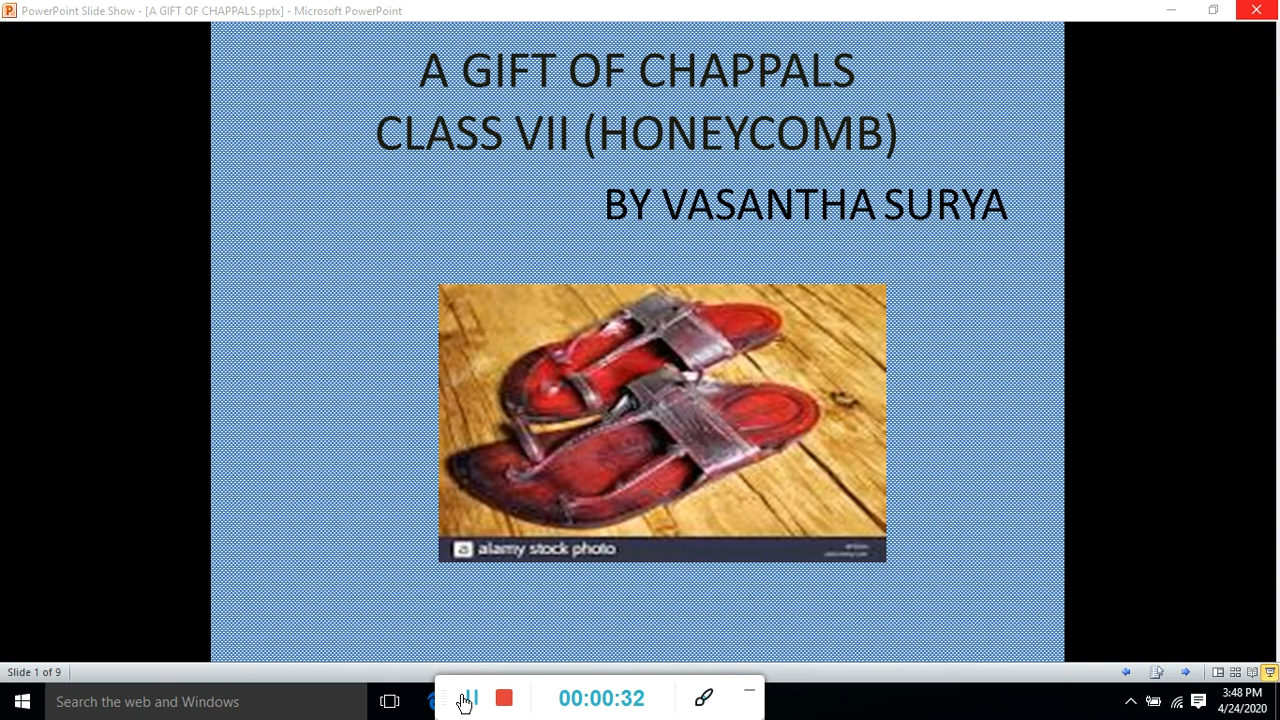 PowerPoint Slide Show - [A GIFT OF CHAPPALS.pptx] - Microsoft PowerPoint
A GIFT OF CHAPPALS
CLASS VII (HONEYCOMB)
BY VASANTHA SURYA
alamy stock photo
Slide 1 of 9
Search the web and Windows
00:00:32
3:48 PM
4/24/2020